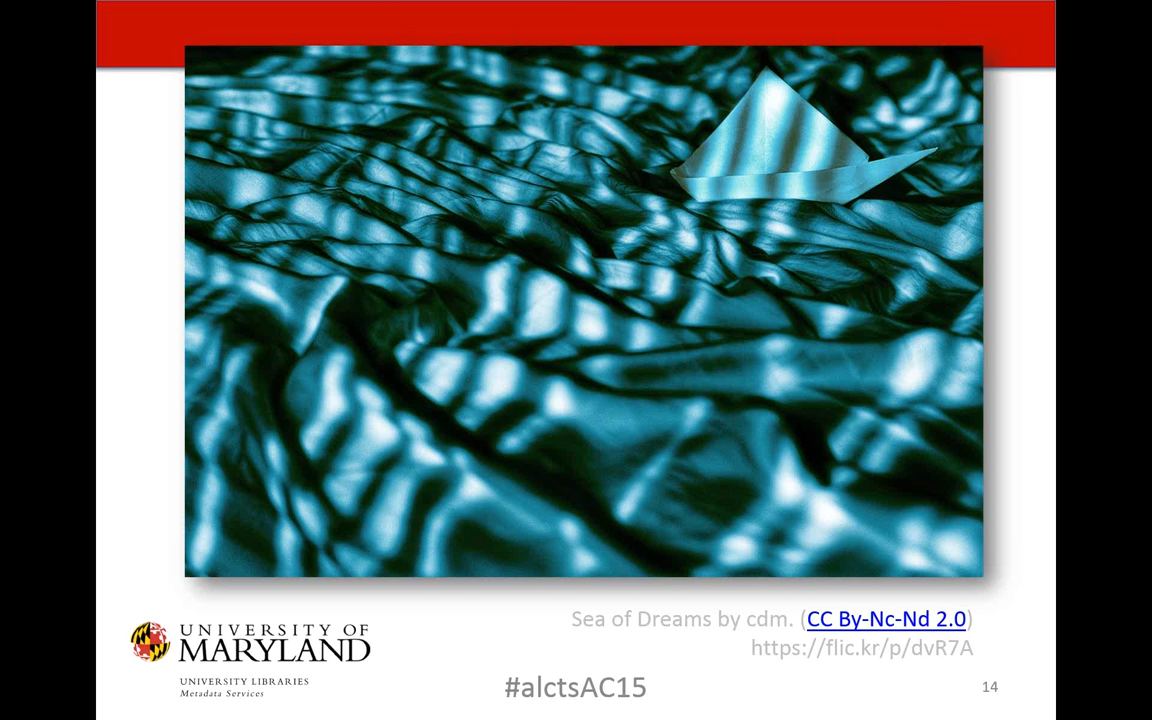 Sea of Dreams by cdm. (CC By-Nc-Nd 2.0)
https://flic.kr/p/dvR7A
UNIVERSITY OF
MARYLAND
UNIVERSITY LIBRARIES
Metadata Services
#alctsAC15
14